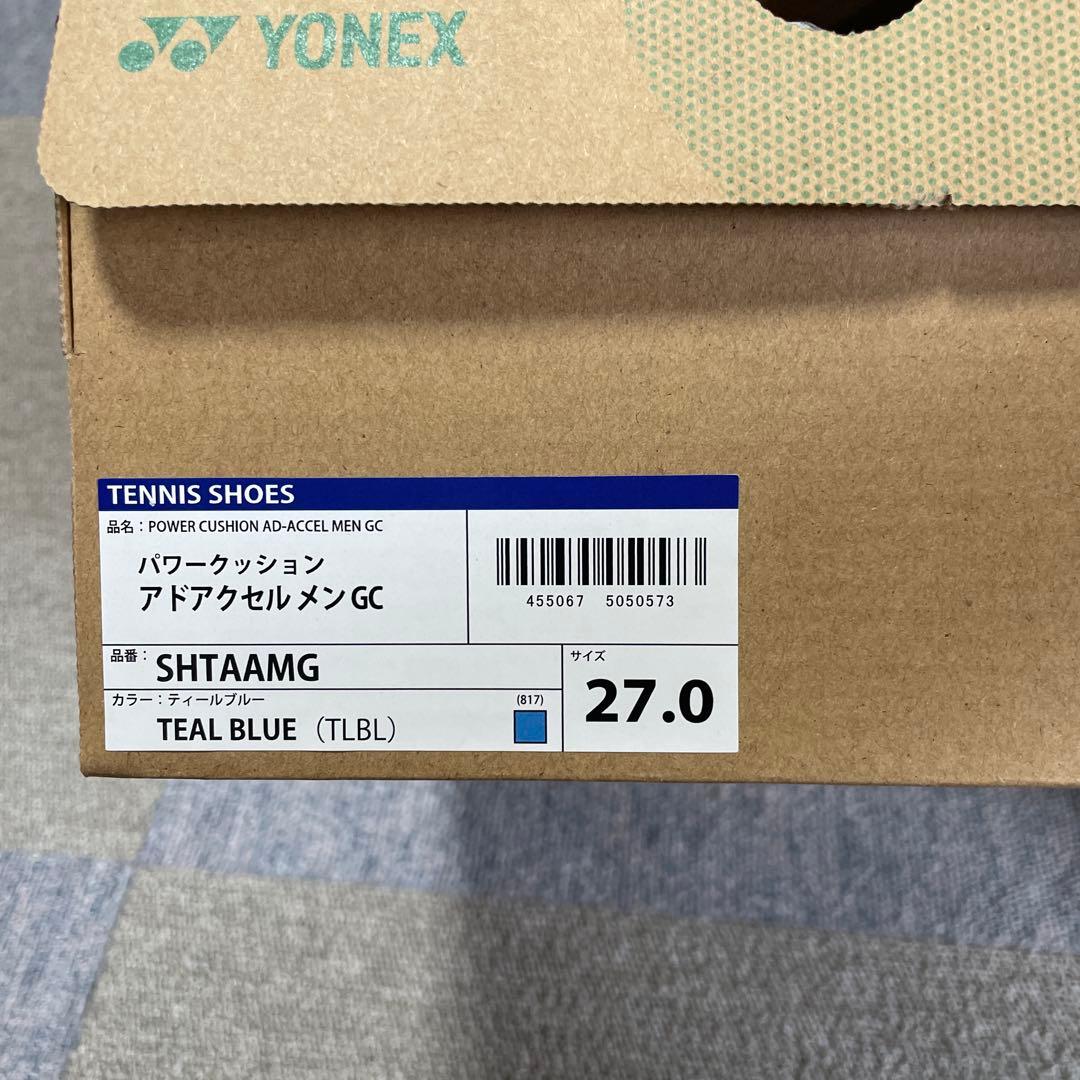 YONEX
TENNIS SHOES
品名：POWER CUSHION AD-ACCEL MEN GC
パワークッション
アドアクセル メン GC
455067 5050573
品番：
SHTAAMG
サイズ
27.0
カラー：ティールブルー
(817)
TEAL BLUE（TLBL）